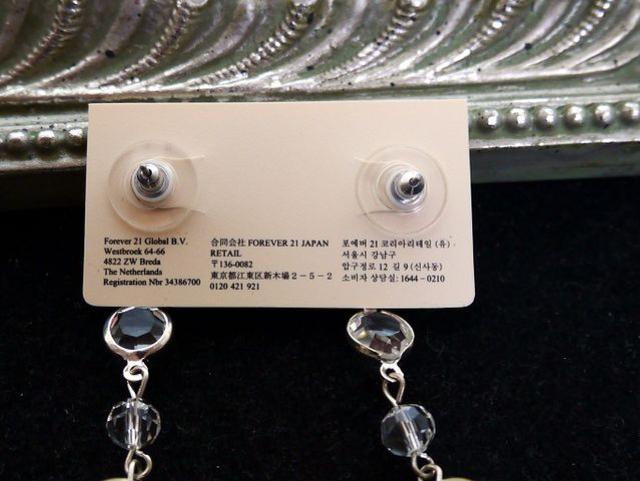 Forever 21 Global B.V.
Westbroek 64-66
4822 ZW Breda
The Netherlands
Registration Nbr 34386700
合同会社 FOREVER 21 JAPAN
RETAIL
〒136-0082
東京都江東区新木場2-5-2
0120 421 921
포에버 21 코리아리테일 (유)
서울시 강남구
압구정로 12 길 9 (신사동)
소비자 상담실: 1644-0210